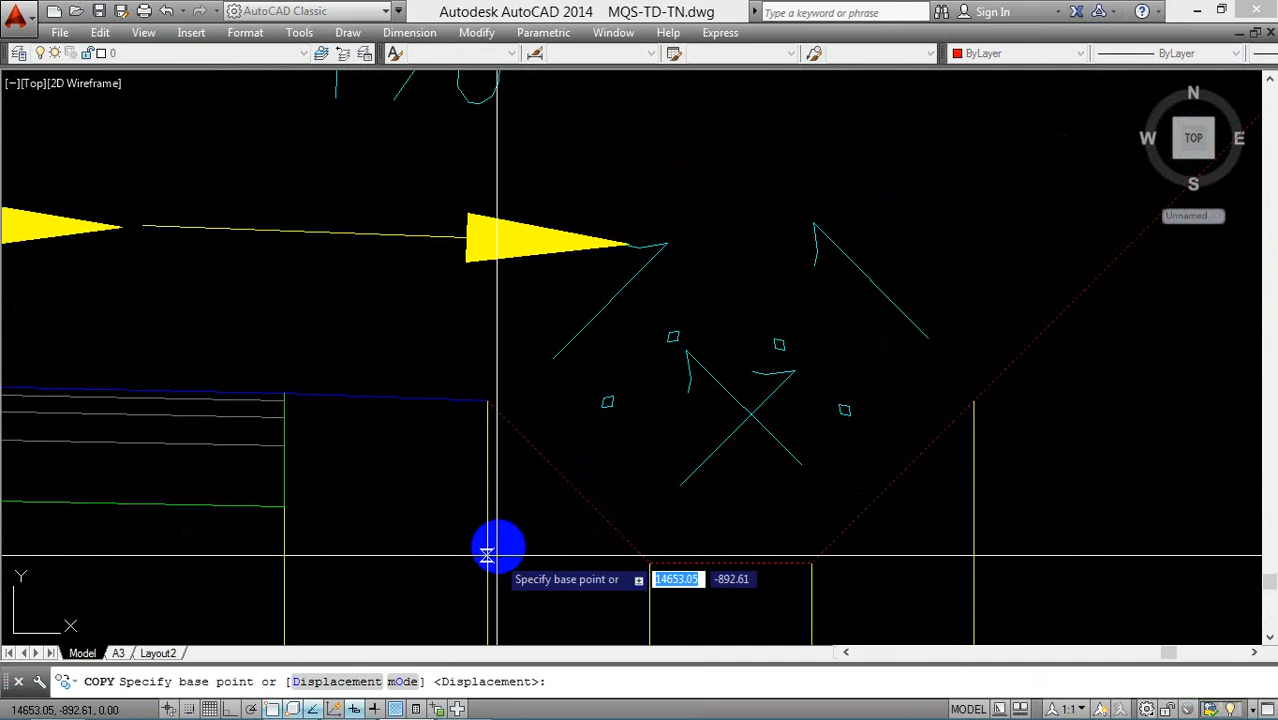 AutoCAD Classic
Autodesk AutoCAD 2014 MQS-TD-TN.dwg
Type a keyword or phrase
Sign In
File Edit View Insert Format Tools Draw Dimension Modify Parametric Window Help Express
0
ByLayer
ByLayer
[−][Top][2D Wireframe]
N
W TOP E
S
Unnamed
1/1.0
Specify base point or 14653.05 -892.61
Y
X
Model A3 Layout2
COPY Specify base point or [Displacement mOde] <Displacement>:
14653.05, -892.61, 0.00
MODEL
1:1